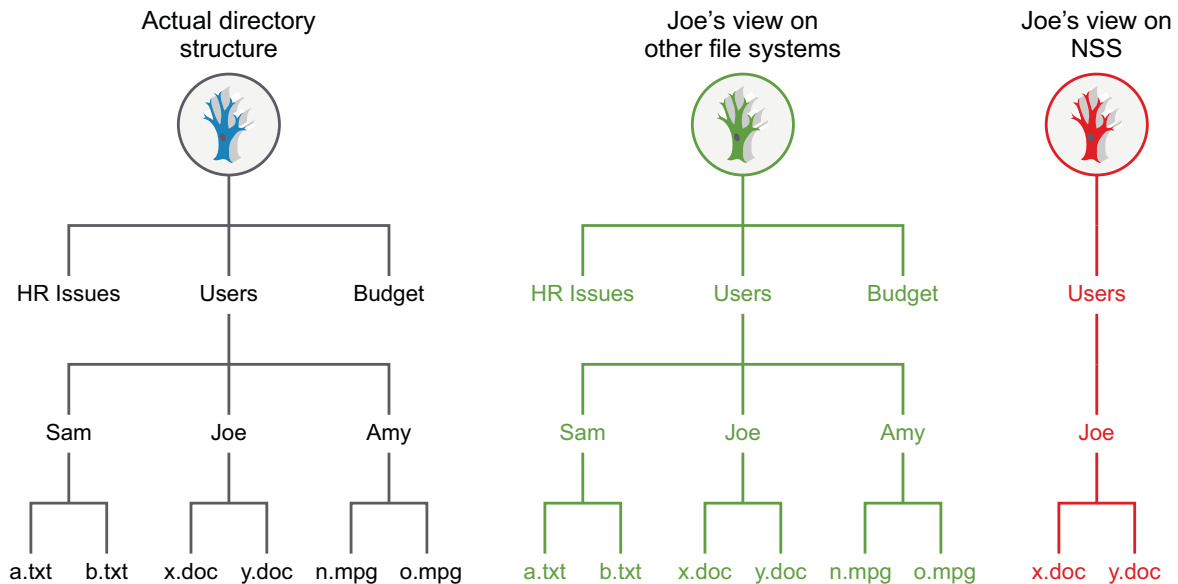 Actual directory
structure
Joe's view on
other file systems
Joe's view on
NSS
HR Issues Users Budget
HR Issues Users Budget
Users
Sam Joe Amy
Sam Joe Amy
Joe
a.txt b.txt x.doc y.doc n.mpg o.mpg
a.txt b.txt x.doc y.doc n.mpg o.mpg
x.doc y.doc